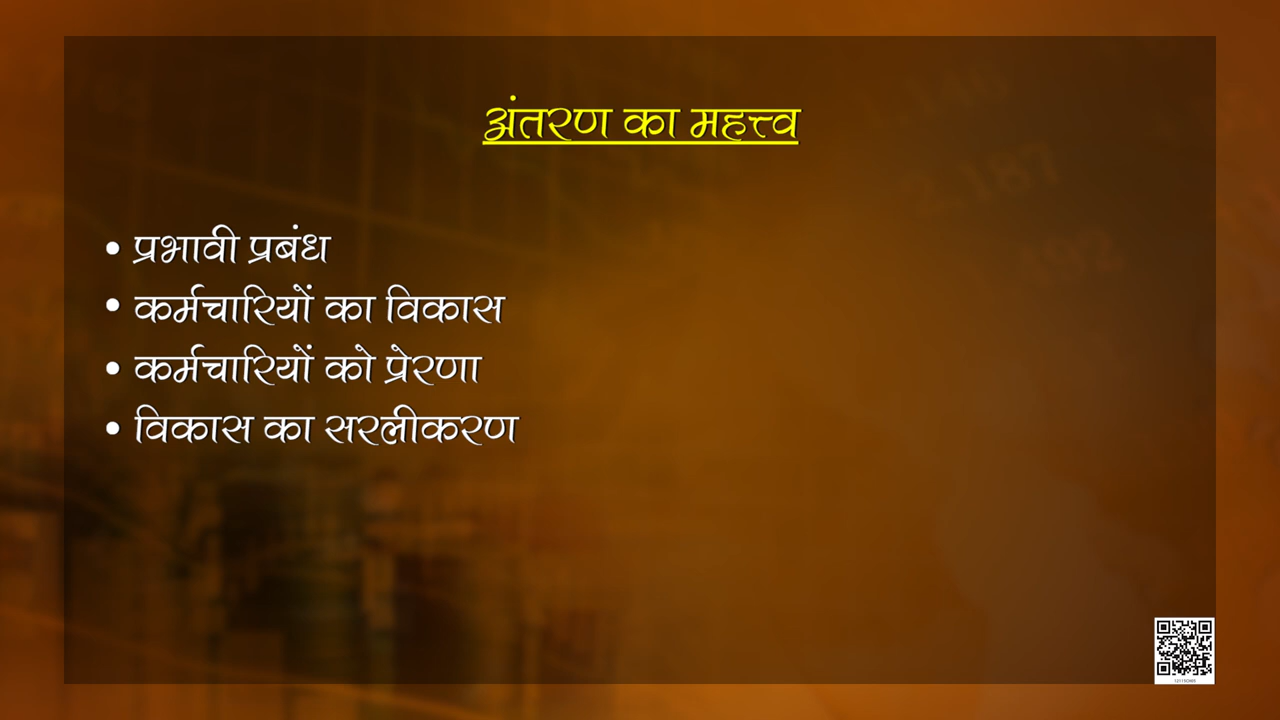 अंतरण का महत्त्व
• प्रभावी प्रबंध
• कर्मचारियों का विकास
• कर्मचारियों को प्रेरणा
• विकास का सरलीकरण